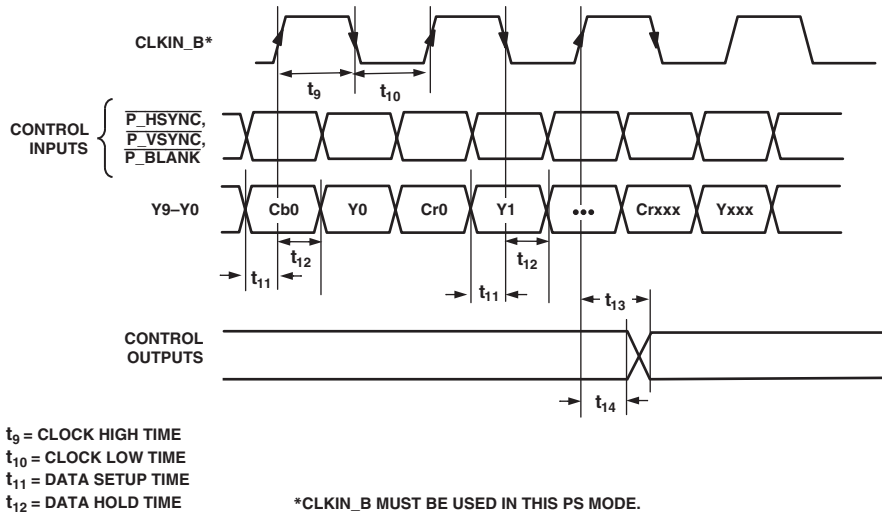 CLKIN_B*
t9
t10
CONTROL
INPUTS
P_HSYNC,
P_VSYNC,
P_BLANK
Y9–Y0
Cb0
Y0
Cr0
Y1
•••
Crxxx
Yxxx
t12
t12
t11
t11
t13
CONTROL
OUTPUTS
t14
t9 = CLOCK HIGH TIME
t10 = CLOCK LOW TIME
t11 = DATA SETUP TIME
t12 = DATA HOLD TIME
*CLKIN_B MUST BE USED IN THIS PS MODE.